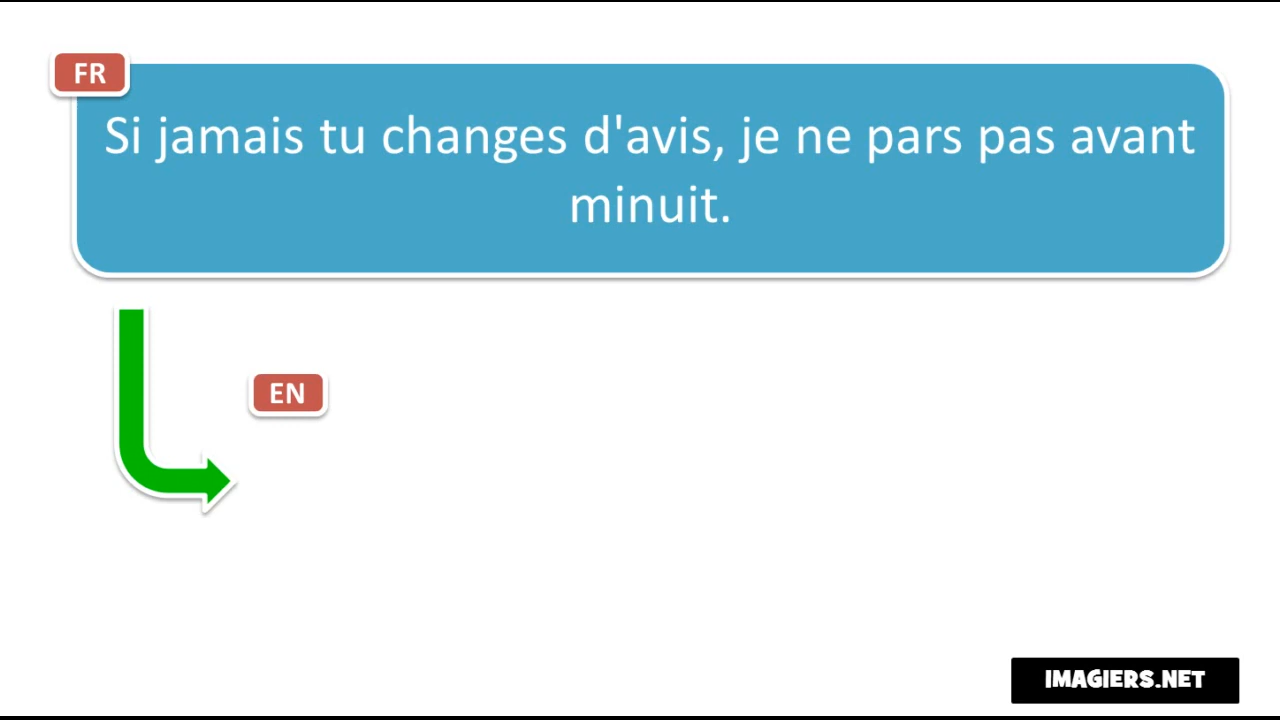 FR
Si jamais tu changes d'avis, je ne pars pas avant
minuit.
EN
IMAGIERS.NET